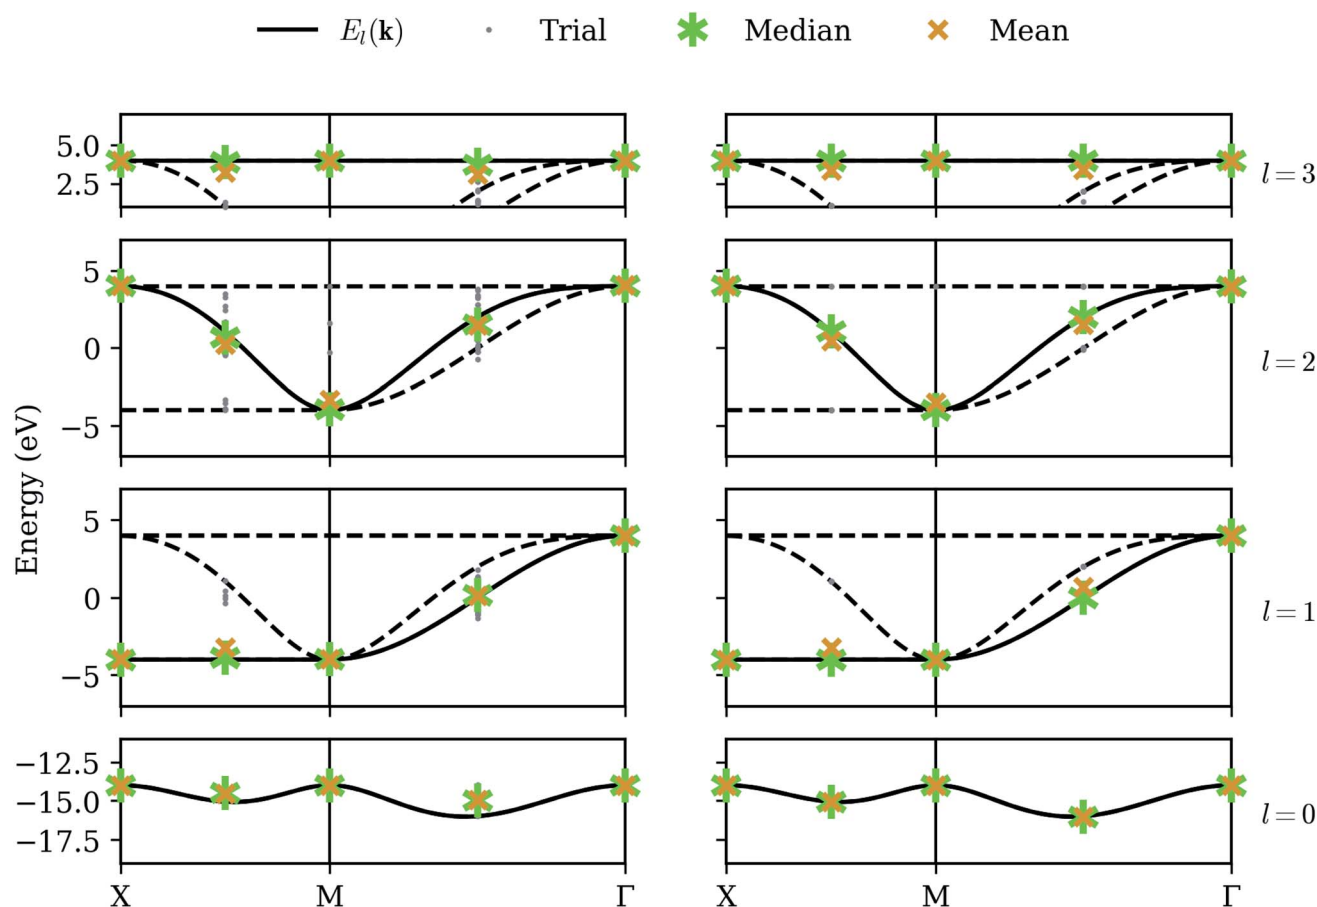 E_l(k) Trial Median Mean
5.0
2.5
l = 3
5
0
−5
l = 2
Energy (eV)
5
0
−5
l = 1
−12.5
−15.0
−17.5
l = 0
X M Γ X M Γ